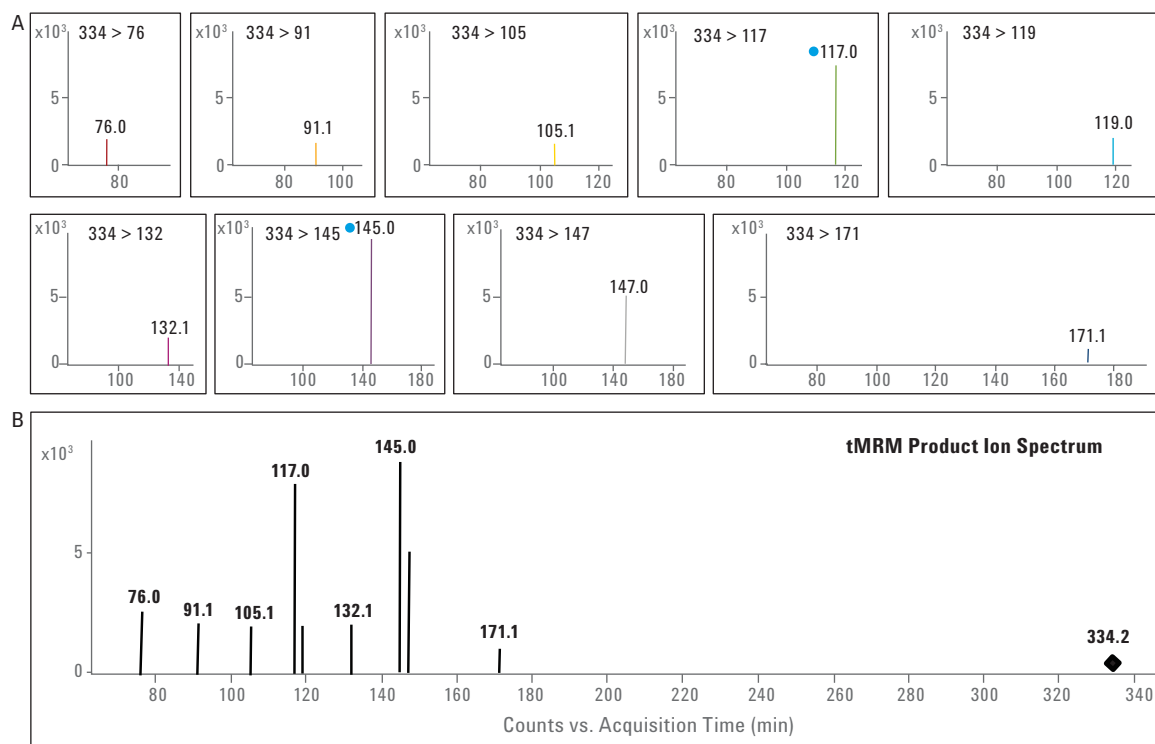 A
x10³ 334 > 76
5
76.0
0
80
x10³ 334 > 91
5
91.1
0
80 100
x10³ 334 > 105
5
105.1
0
80 100 120
x10³ 334 > 117
117.0
5
0
80 100 120
x10³ 334 > 119
5
119.0
0
80 100 120
x10³ 334 > 132
5
132.1
0
100 140
x10³ 334 > 145 145.0
5
0
100 140 180
x10³ 334 > 147
147.0
5
0
100 140 180
x10³ 334 > 171
5
171.1
0
80 100 120 140 160 180
B
x10³
tMRM Product Ion Spectrum
145.0
117.0
5
76.0
91.1
105.1
132.1
171.1
334.2
0
80 100 120 140 160 180 200 220 240 260 280 300 320 340
Counts vs. Acquisition Time (min)